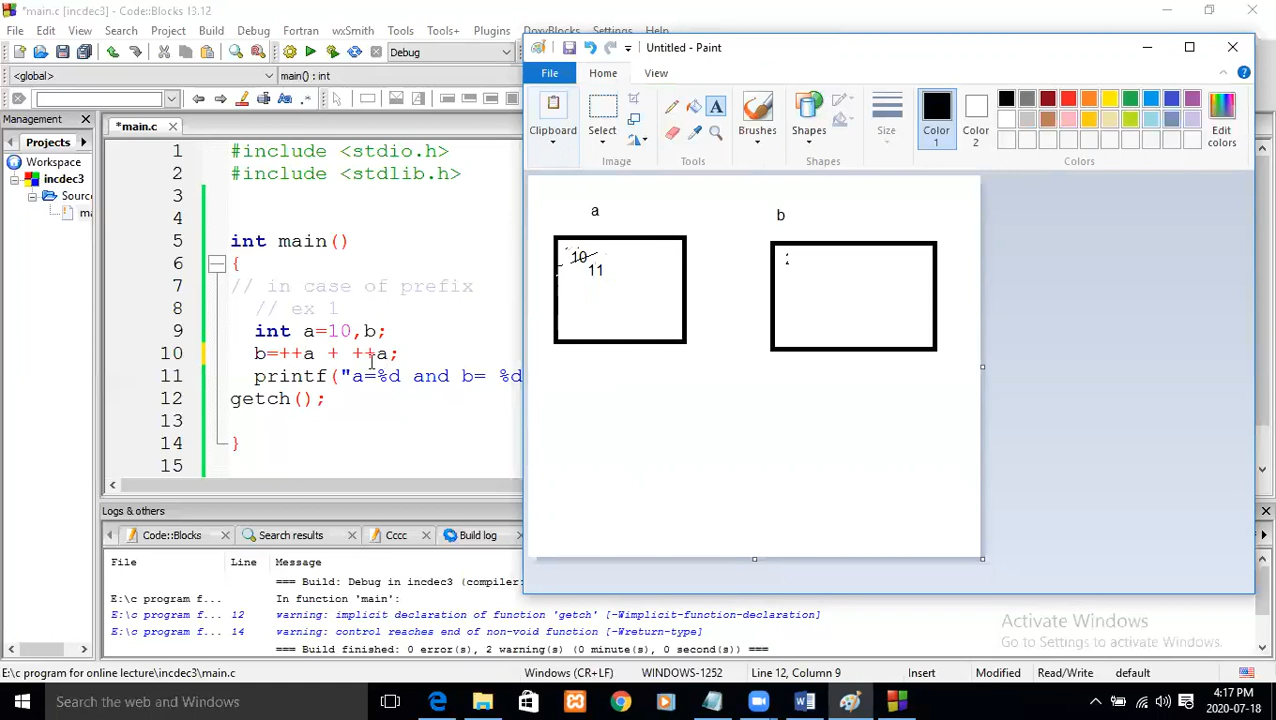 *main.c [incdec3] - Code::Blocks 13.12
File Edit View Search Project Build Debug Fortran wxSmith Tools Tools+ Plugins DoxyBlocks Settings Help
Debug
<global> main() : int
Management
Projects
Workspace
incdec3
Sourc
ma
*main.c
1 #include <stdio.h>
2 #include <stdlib.h>
3
4
5 int main()
6 {
7 // in case of prefix
8 // ex 1
9 int a=10,b;
10 b=++a + ++a;
11 printf("a=%d and b= %d
12 getch();
13
14 }
15
Untitled - Paint
File Home View
Clipboard Select Brushes Shapes Size Color 1 Color 2 Edit colors
Image Tools Shapes Colors
a b
10
11
Logs & others
Code::Blocks Search results Cccc Build log
File Line Message
=== Build: Debug in incdec3 (compiler:
E:\c program f... In function 'main':
E:\c program f... 12 warning: implicit declaration of function 'getch' [-Wimplicit-function-declaration]
E:\c program f... 14 warning: control reaches end of non-void function [-Wreturn-type]
=== Build finished: 0 error(s), 2 warning(s) (0 minute(s), 0 second(s)) ===
Activate Windows
Go to Settings to activate Windows.
E:\c program for online lecture\incdec3\main.c Windows (CR+LF) WINDOWS-1252 Line 12, Column 9 Insert Modified Read/Write default
Search the web and Windows
4:17 PM
2020-07-18